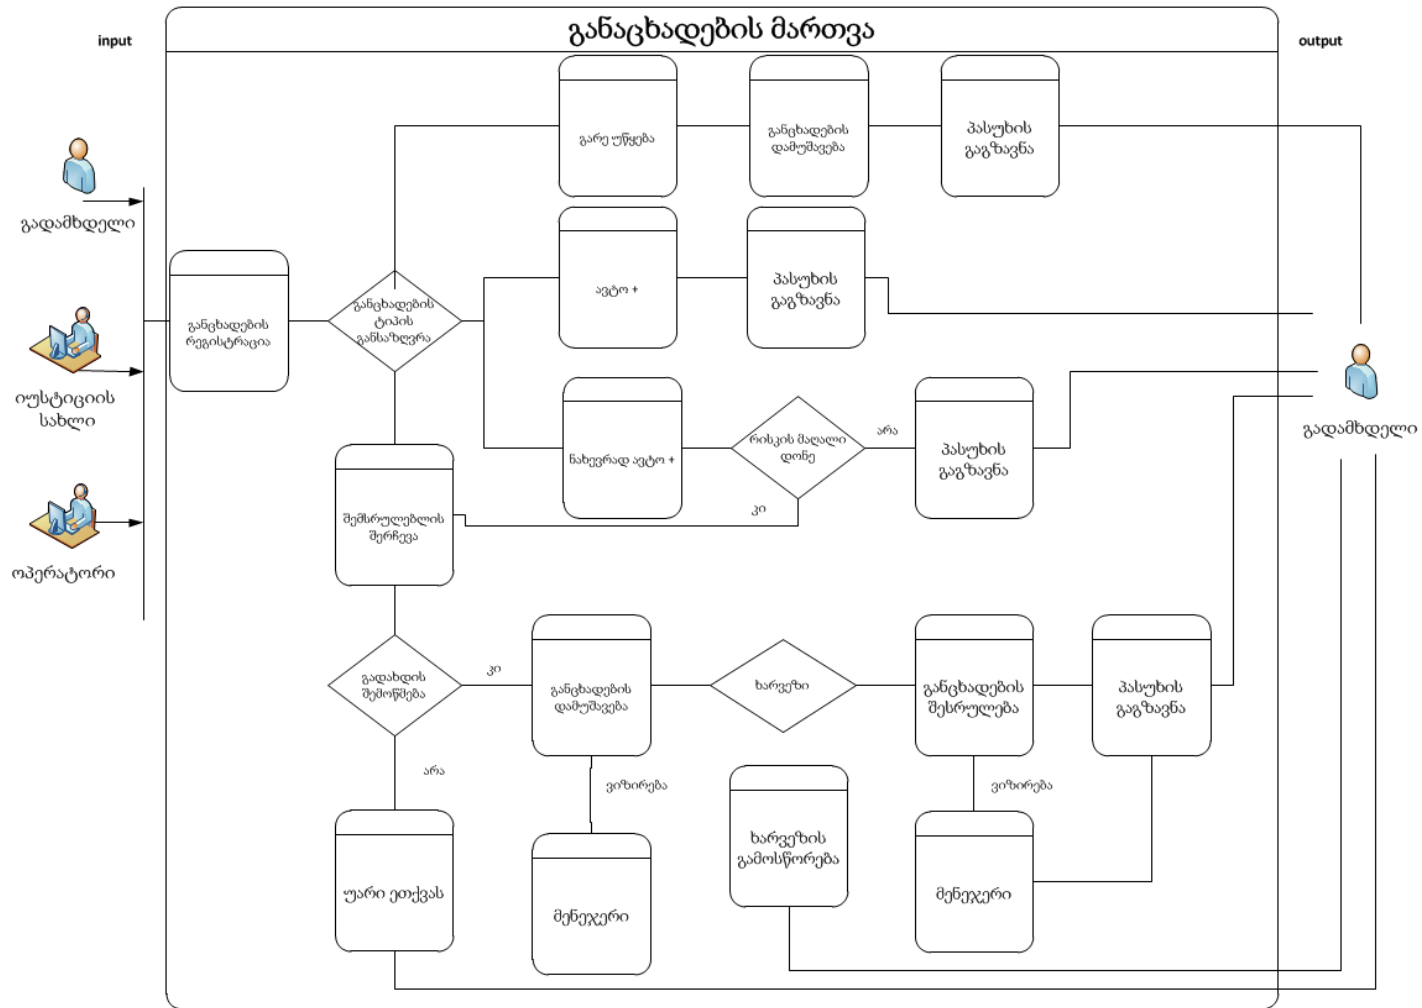 განაცხადების მართვა
input
output
გარე უწყება
განცხადების
დამუშავება
პასუხის
გაგზავნა
გადამხდელი
განცხადების
რეგისტრაცია
განცხადების
ტიპის
განსაზღვრა
ავტო +
პასუხის
გაგზავნა
იუსტიციის
სახლი
ნახევრად ავტო +
რისკის მაღალი
დონე
არა
პასუხის
გაგზავნა
გადამხდელი
კი
შემსრულებლის
შერჩევა
ოპერატორი
გადახდის
შემოწმება
კი
განცხადების
დამუშავება
ხარვეზი
განცხადების
შესრულება
პასუხის
გაგზავნა
არა
ვიზირება
ვიზირება
უარი ეთქვას
მენეჯერი
ხარვეზის
გამოსწორება
მენეჯერი